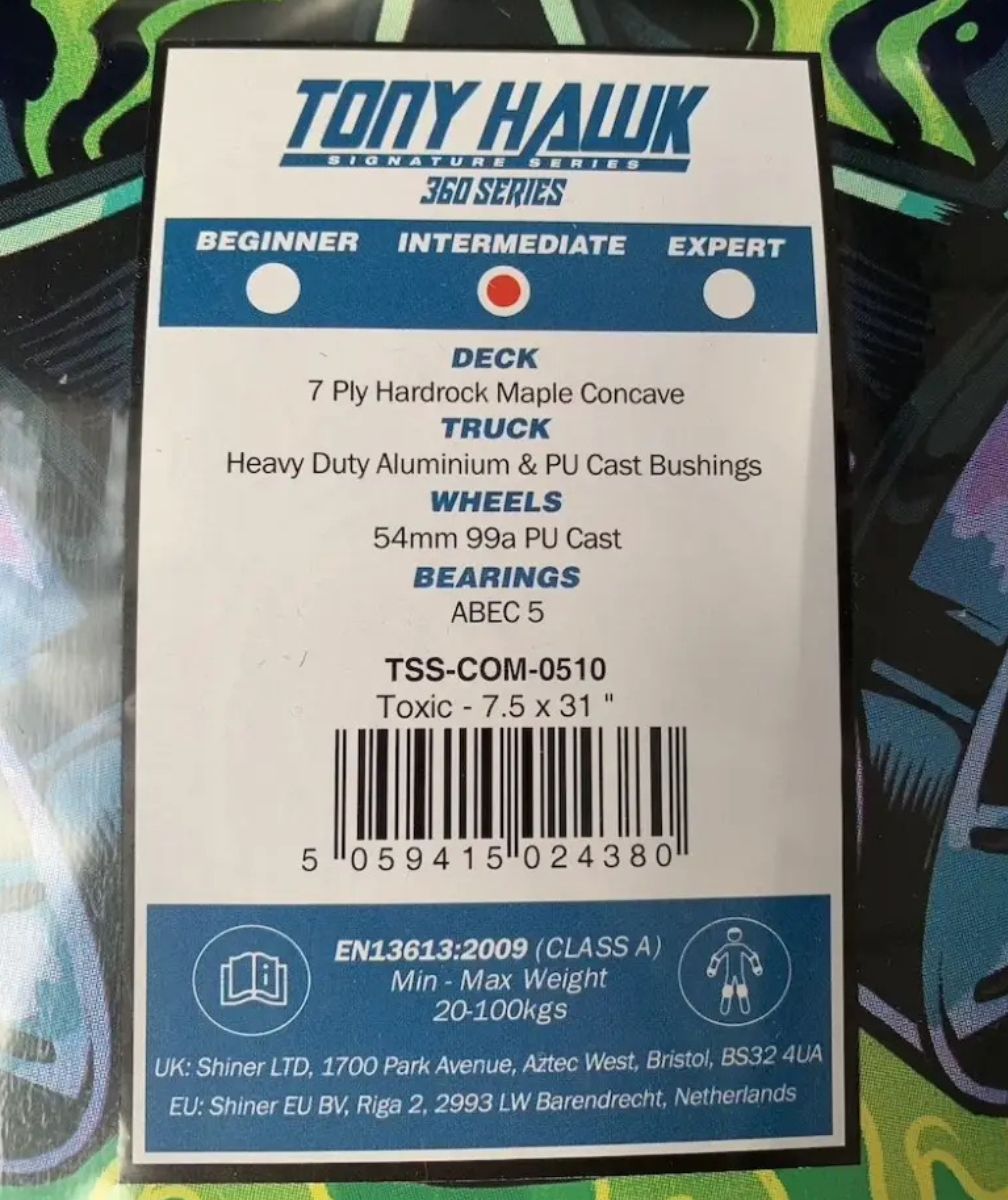 TONY HAWK
SIGNATURE SERIES
360 SERIES
BEGINNER INTERMEDIATE EXPERT
DECK
7 Ply Hardrock Maple Concave
TRUCK
Heavy Duty Aluminium & PU Cast Bushings
WHEELS
54mm 99a PU Cast
BEARINGS
ABEC 5
TSS-COM-0510
Toxic - 7.5 x 31 "
5 059415 024380
EN13613:2009 (CLASS A)
Min - Max Weight
20-100kgs
UK: Shiner LTD, 1700 Park Avenue, Aztec West, Bristol, BS32 4UA
EU: Shiner EU BV, Riga 2, 2993 LW Barendrecht, Netherlands